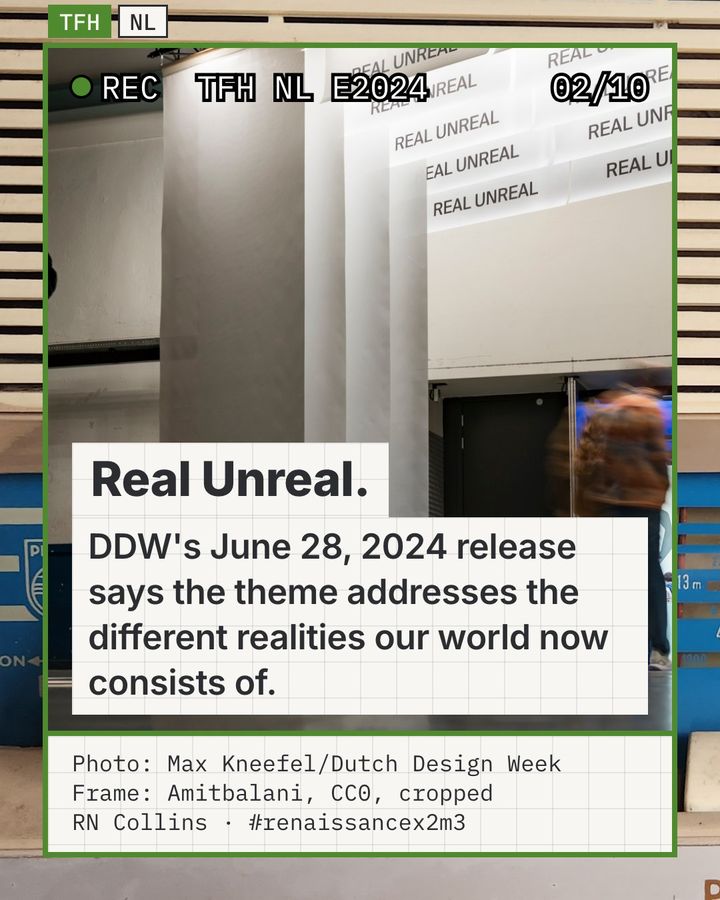 TFH NL
REC TFH NL E2024 02/10
REAL UNREAL
REAL UNREAL
REAL UNREAL
REAL UNREAL
Real Unreal.
DDW's June 28, 2024 release
says the theme addresses the
different realities our world now
consists of.
13 m
Photo: Max Kneefel/Dutch Design Week
Frame: Amitbalani, CC0, cropped
RN Collins · #renaissancex2m3